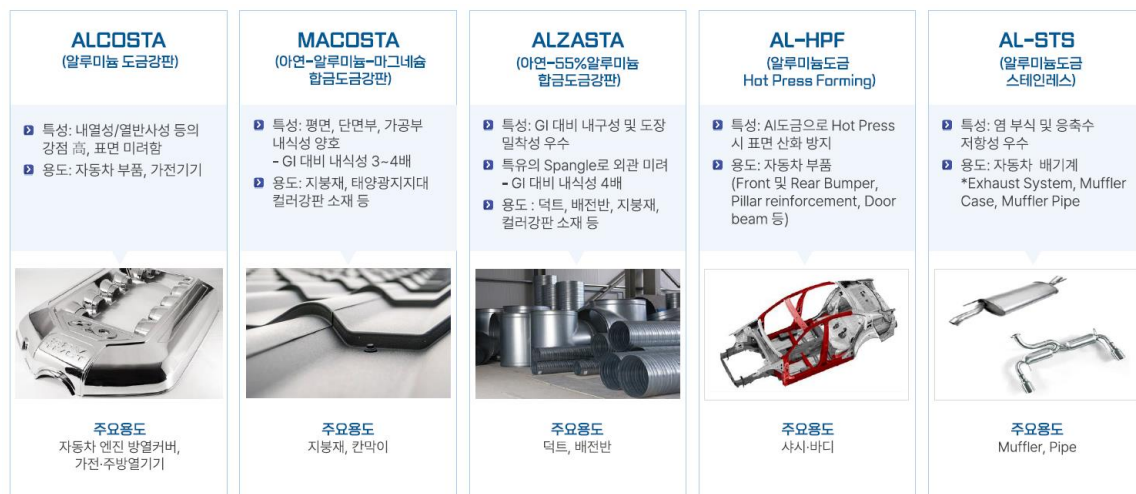 ALCOSTA
(알루미늄 도금강판)
특성: 내열성/열반사성 등의
강점 高, 표면 미려함
용도: 자동차 부품, 가전기기
주요용도
자동차 엔진 방열커버,
가전·주방열기기
MACOSTA
(아연-알루미늄-마그네슘
합금도금강판)
특성: 평면, 단면부, 가공부
내식성 양호
- GI 대비 내식성 3~4배
용도: 지붕재, 태양광지지대
컬러강판 소재 등
주요용도
지붕재, 칸막이
ALZASTA
(아연-55%알루미늄
합금도금강판)
특성: GI 대비 내구성 및 도장
밀착성 우수
특유의 Spangle로 외관 미려
- GI 대비 내식성 4배
용도 : 덕트, 배전반, 지붕재,
컬러강판 소재 등
주요용도
덕트, 배전반
AL-HPF
(알루미늄도금
Hot Press Forming)
특성: Al도금으로 Hot Press
시 표면 산화 방지
용도: 자동차 부품
(Front 및 Rear Bumper,
Pillar reinforcement, Door
beam 등)
주요용도
샤시·바디
AL-STS
(알루미늄도금
스테인레스)
특성: 염 부식 및 응축수
저항성 우수
용도: 자동차 배기계
*Exhaust System, Muffler
Case, Muffler Pipe
주요용도
Muffler, Pipe